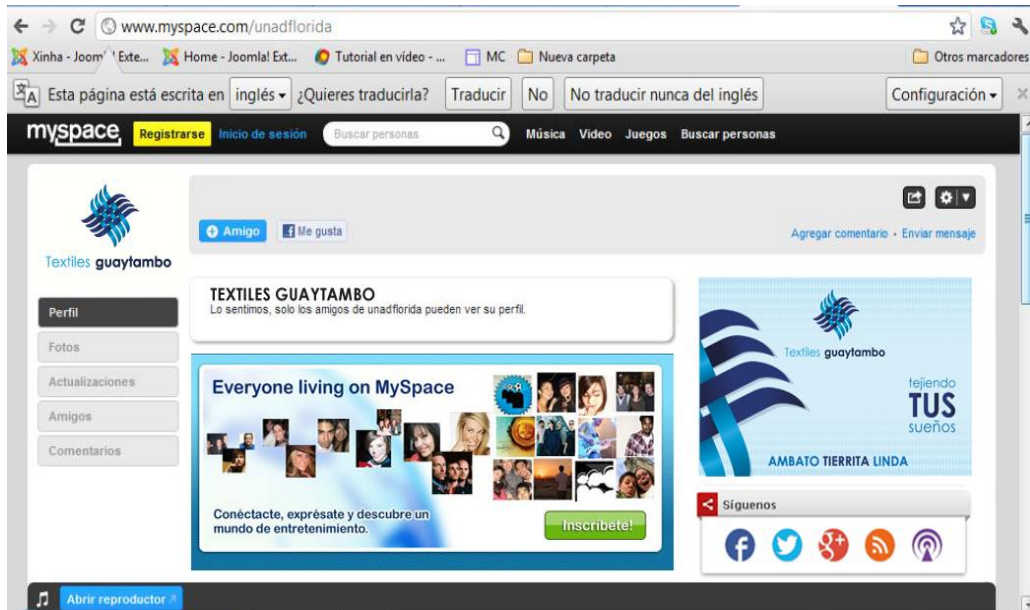 www.myspace.com/unadflorida
Xinha - Joom Exte... Home - Joomla! Ext... Tutorial en vídeo - ... MC Nueva carpeta Otros marcadores
Esta página está escrita en inglés ¿Quieres traducirla? Traducir No No traducir nunca del inglés Configuración
myspace Registrarse Inicio de sesión Buscar personas Música Video Juegos Buscar personas
Amigo Me gusta
Agregar comentario · Enviar mensaje
Textiles guaytambo
Perfil
Fotos
Actualizaciones
Amigos
Comentarios
TEXTILES GUAYTAMBO
Lo sentimos, solo los amigos de unadflorida pueden ver su perfil.
Everyone living on MySpace
Conéctacte, exprésate y descubre un
mundo de entretenimiento.
Inscríbete!
Textiles guaytambo
tejiendo
TUS
sueños
AMBATO TIERRITA LINDA
Síguenos
Abrir reproductor